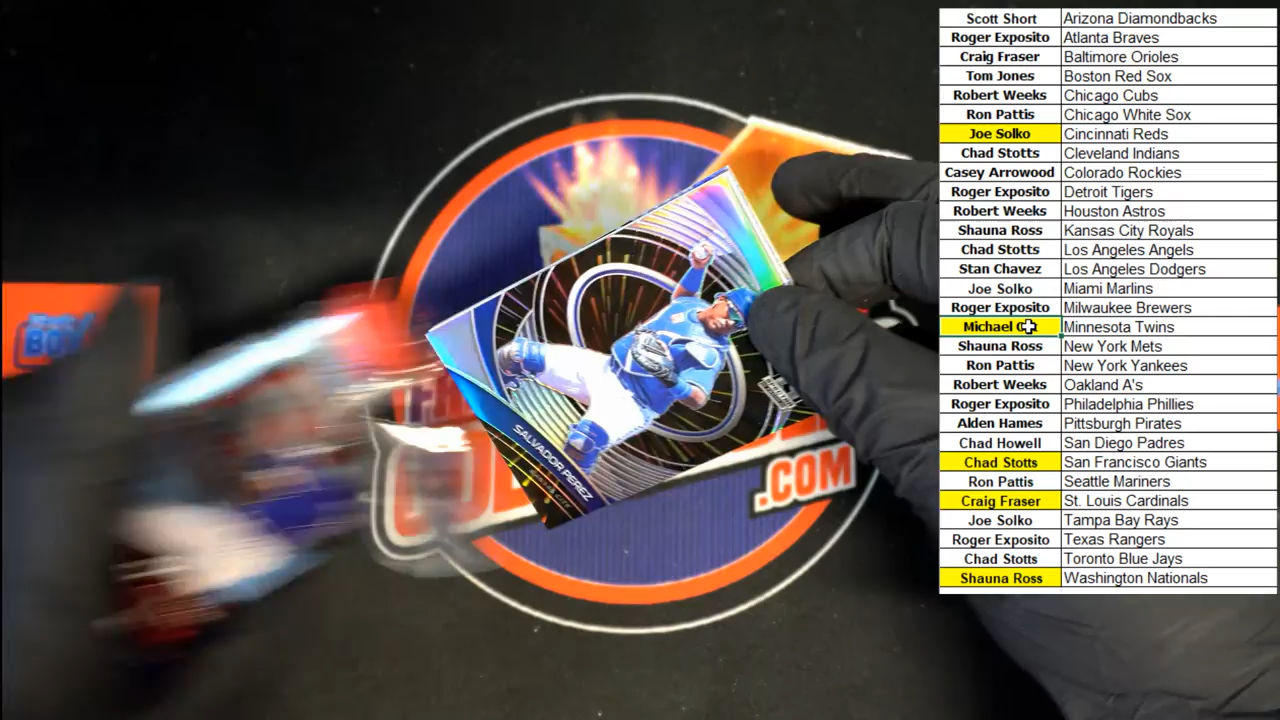 Scott Short Arizona Diamondbacks
Roger Exposito Atlanta Braves
Craig Fraser Baltimore Orioles
Tom Jones Boston Red Sox
Robert Weeks Chicago Cubs
Ron Pattis Chicago White Sox
Joe Solko Cincinnati Reds
Chad Stotts Cleveland Indians
Casey Arrowood Colorado Rockies
Roger Exposito Detroit Tigers
Robert Weeks Houston Astros
Shauna Ross Kansas City Royals
Chad Stotts Los Angeles Angels
Stan Chavez Los Angeles Dodgers
Joe Solko Miami Marlins
Roger Exposito Milwaukee Brewers
Michael Minnesota Twins
Shauna Ross New York Mets
Ron Pattis New York Yankees
Robert Weeks Oakland A's
Roger Exposito Philadelphia Phillies
Alden Hames Pittsburgh Pirates
Chad Howell San Diego Padres
Chad Stotts San Francisco Giants
Ron Pattis Seattle Mariners
Craig Fraser St. Louis Cardinals
Joe Solko Tampa Bay Rays
Roger Exposito Texas Rangers
Chad Stotts Toronto Blue Jays
Shauna Ross Washington Nationals
SALVADOR PEREZ
KANSAS CITY
.COM